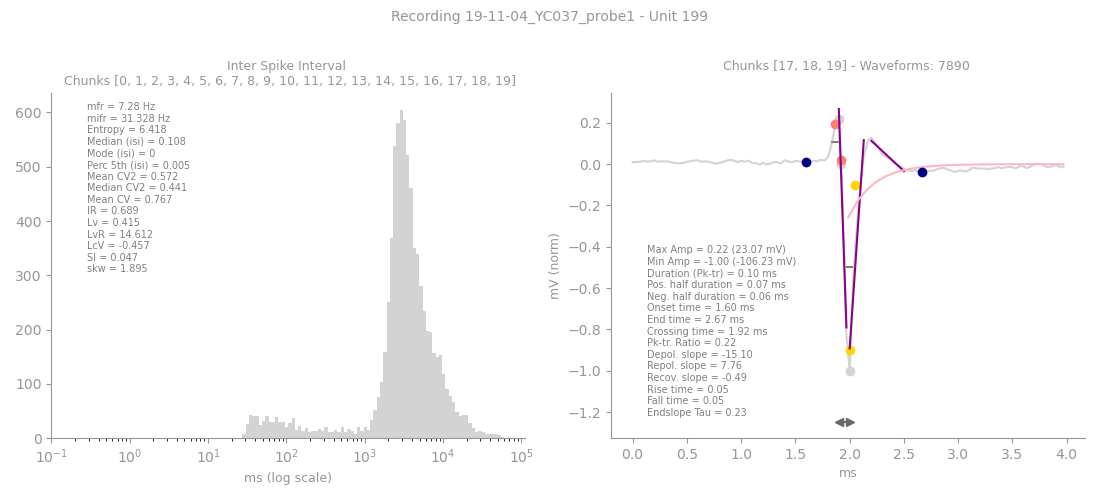 Recording 19-11-04_YC037_probe1 - Unit 199
Inter Spike Interval
Chunks [0, 1, 2, 3, 4, 5, 6, 7, 8, 9, 10, 11, 12, 13, 14, 15, 16, 17, 18, 19]
600
500
400
300
200
100
0
mfr = 7.28 Hz
mifr = 31.328 Hz
Entropy = 6.418
Median (isi) = 0.108
Mode (isi) = 0
Perc 5th (isi) = 0.005
Mean CV2 = 0.572
Median CV2 = 0.441
Mean CV = 0.767
IR = 0.689
Lv = 0.415
LvR = 14.612
LcV = -0.457
SI = 0.047
skw = 1.895
10⁻¹ 10⁰ 10¹ 10² 10³ 10⁴ 10⁵
ms (log scale)
Chunks [17, 18, 19] - Waveforms: 7890
mV (norm)
0.2
0.0
−0.2
−0.4
−0.6
−0.8
−1.0
−1.2
Max Amp = 0.22 (23.07 mV)
Min Amp = -1.00 (-106.23 mV)
Duration (Pk-tr) = 0.10 ms
Pos. half duration = 0.07 ms
Neg. half duration = 0.06 ms
Onset time = 1.60 ms
End time = 2.67 ms
Crossing time = 1.92 ms
Pk-tr. Ratio = 0.22
Depol. slope = -15.10
Repol. slope = 7.76
Recov. slope = -0.49
Rise time = 0.05
Fall time = 0.05
Endslope Tau = 0.23
0.0 0.5 1.0 1.5 2.0 2.5 3.0 3.5 4.0
ms